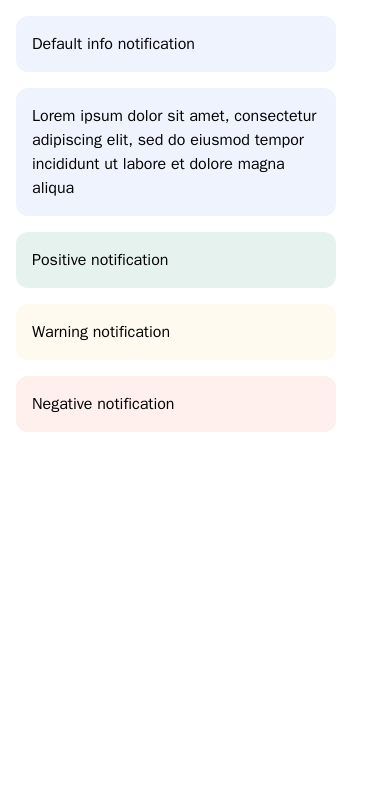 Default info notification
Lorem ipsum dolor sit amet, consectetur
adipiscing elit, sed do eiusmod tempor
incididunt ut labore et dolore magna
aliqua
Positive notification
Warning notification
Negative notification